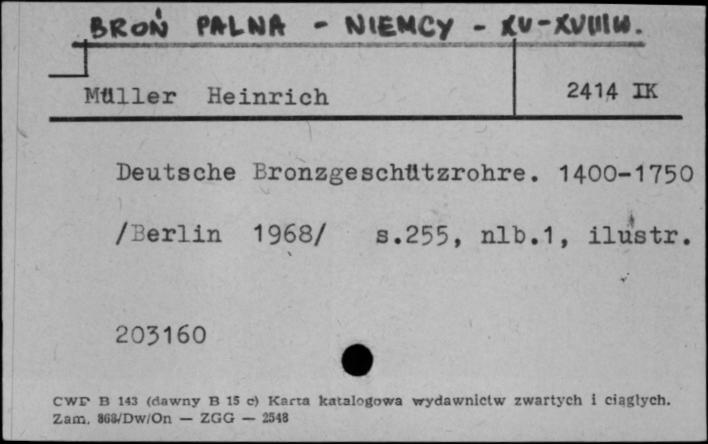 BROŃ PALNA - NIEMCY - XV-XVIIIW.
Müller Heinrich 2414 IK
Deutsche Bronzgeschützrohre. 1400-1750
/Berlin 1968/ s.255, nlb.1, ilustr.
203160
CWD B 143 (dawny B 15 c) Karta katalogowa wydawnictw zwartych i ciągłych.
Zam. 868/Dw/On — ZGG — 2548